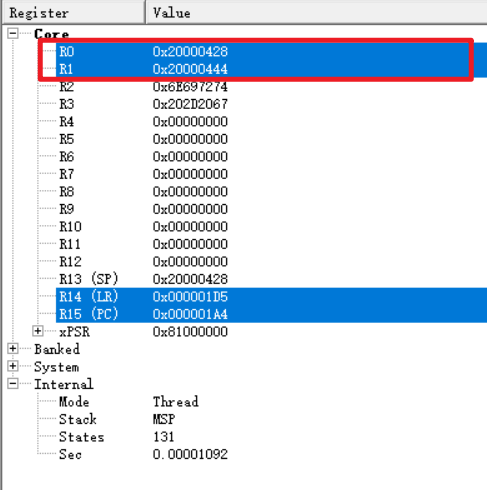 Register Value
Core
R0 0x20000428
R1 0x20000444
R2 0x6E697274
R3 0x202D2067
R4 0x00000000
R5 0x00000000
R6 0x00000000
R7 0x00000000
R8 0x00000000
R9 0x00000000
R10 0x00000000
R11 0x00000000
R12 0x00000000
R13 (SP) 0x20000428
R14 (LR) 0x000001D5
R15 (PC) 0x000001A4
xPSR 0x81000000
Banked
System
Internal
Mode Thread
Stack MSP
States 131
Sec 0.00001092